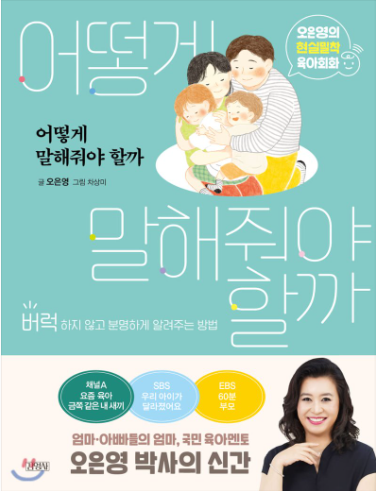 어떻게
오은영의
현실밀착
육아회화
어떻게
말해줘야 할까
글 오은영 그림 차상미
말해줘야
할까
버럭 하지 않고 분명하게 알려주는 방법
채널A
요즘 육아
금쪽 같은 내 새끼
SBS
우리 아이가
달라졌어요
EBS
60분
부모
엄마·아빠들의 엄마, 국민 육아멘토
오은영 박사의 신간
김영사